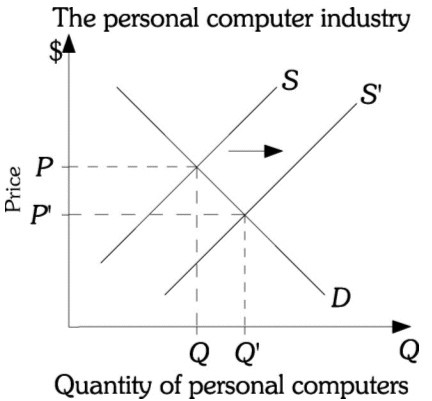 The personal computer industry
$
S
S'
P
Price
P'
D
Q
Q'
Q
Quantity of personal computers